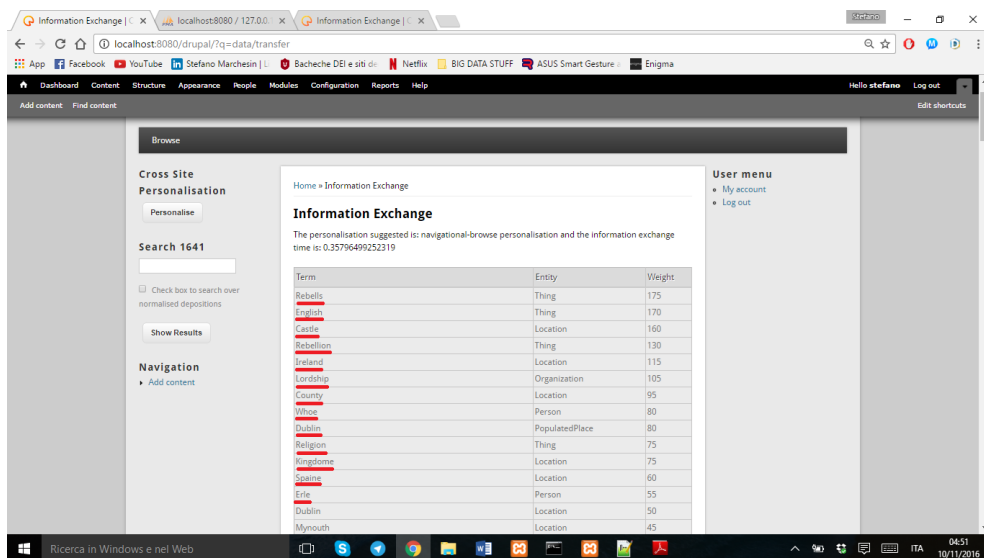 Information Exchange | C
localhost:8080 / 127.0.0.1
Information Exchange | C
Stefano
localhost:8080/drupal/?q=data/transfer
App Facebook YouTube Stefano Marchesin | Li Bacheche DEI e siti de Netflix BIG DATA STUFF ASUS Smart Gesture Enigma
Dashboard Content Structure Appearance People Modules Configuration Reports Help Hello stefano Log out
Add content Find content Edit shortcuts
Browse
Cross Site
Personalisation
Personalise
Search 1641
Check box to search over
normalised depositions
Show Results
Navigation
Add content
Home » Information Exchange
Information Exchange
The personalisation suggested is: navigational-browse personalisation and the information exchange
time is: 0.35796499252319
Term Entity Weight
Rebells Thing 175
English Thing 170
Castle Location 160
Rebellion Thing 130
Ireland Location 115
Lordship Organization 105
County Location 95
Whoe Person 80
Dublin PopulatedPlace 80
Religion Thing 75
Kingdome Location 75
Spaine Location 60
Erle Person 55
Dublin Location 50
Mynouth Location 45
User menu
My account
Log out
Ricerca in Windows e nel Web
ITA
04:51
10/11/2016